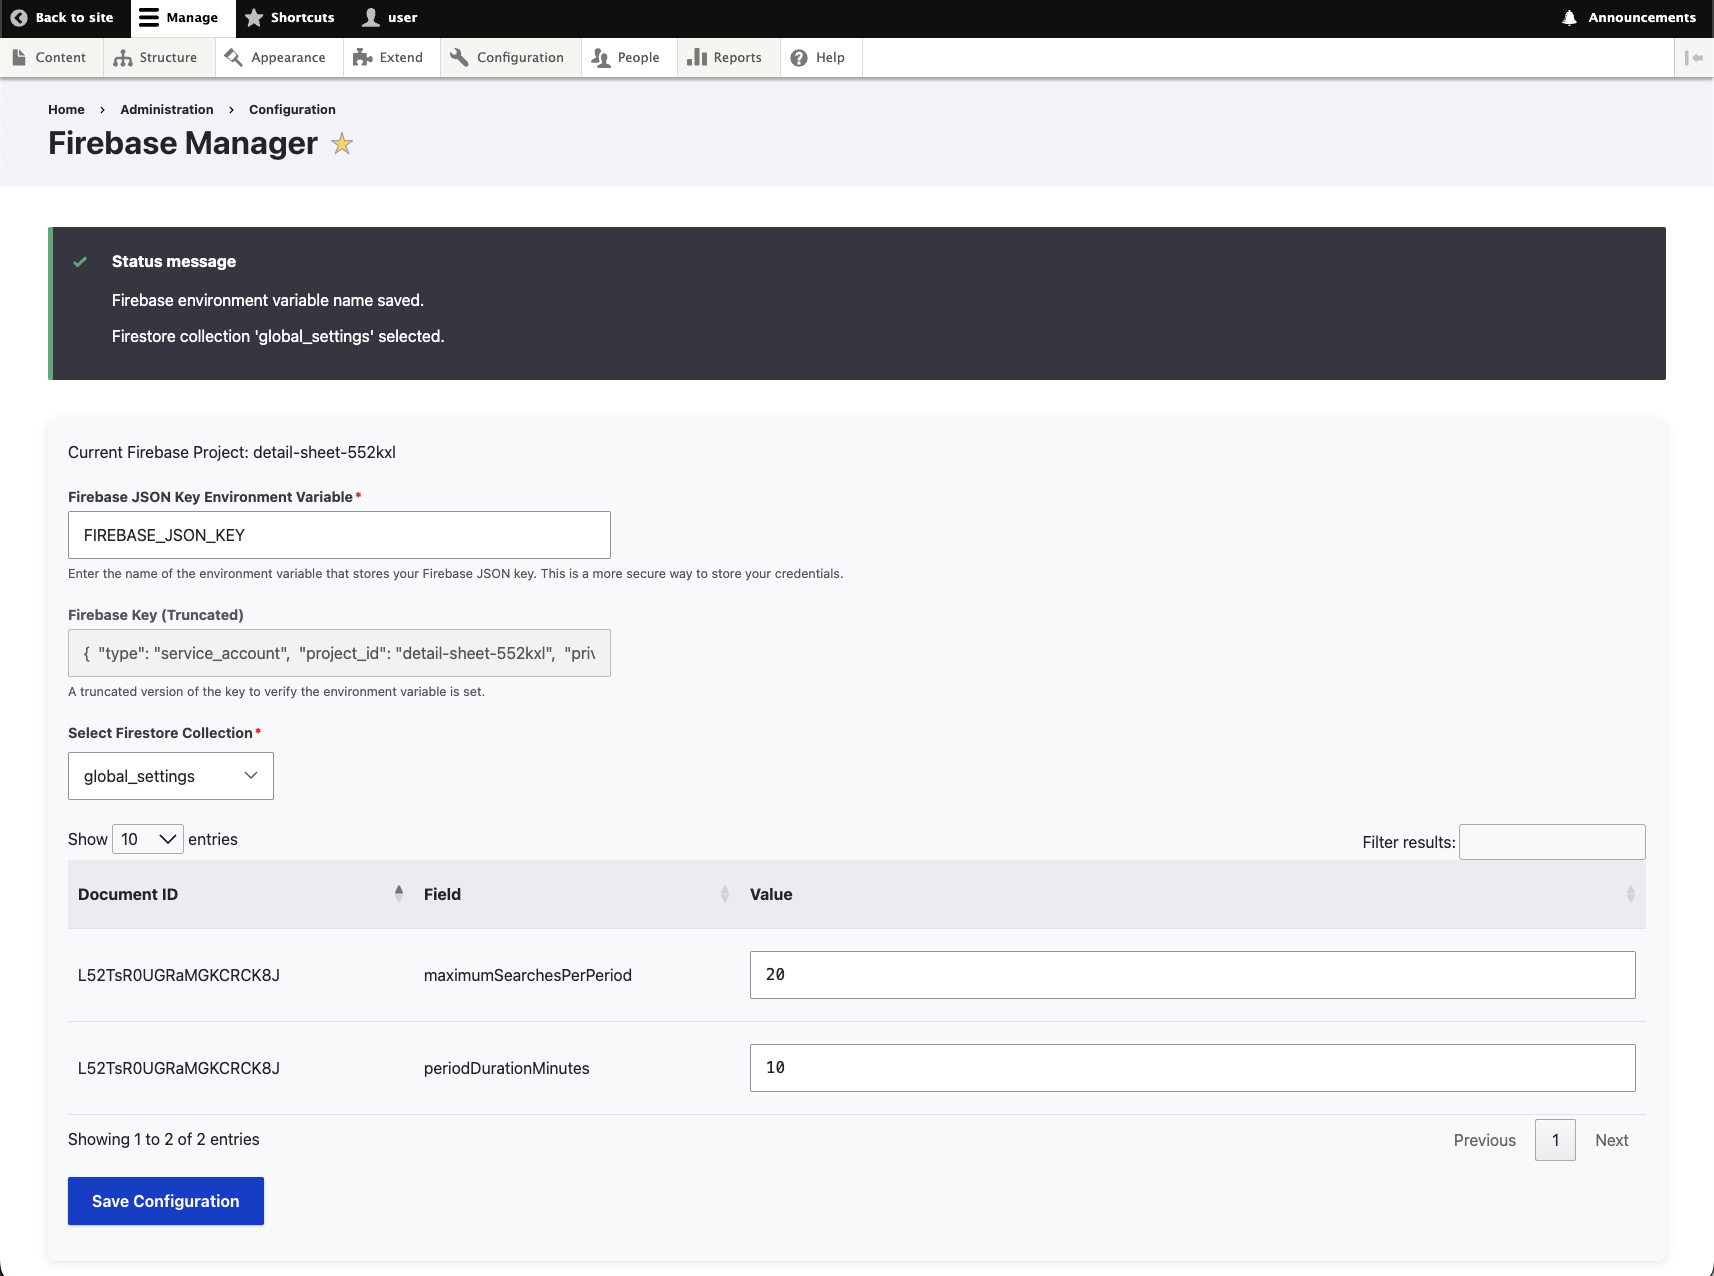 Back to site Manage Shortcuts user Announcements
Content Structure Appearance Extend Configuration People Reports Help
Home › Administration › Configuration
Firebase Manager
Status message
Firebase environment variable name saved.
Firestore collection 'global_settings' selected.
Current Firebase Project: detail-sheet-552kxl
Firebase JSON Key Environment Variable*
FIREBASE_JSON_KEY
Enter the name of the environment variable that stores your Firebase JSON key. This is a more secure way to store your credentials.
Firebase Key (Truncated)
{ "type": "service_account", "project_id": "detail-sheet-552kxl", "priv
A truncated version of the key to verify the environment variable is set.
Select Firestore Collection*
global_settings
Show 10 entries Filter results:
Document ID Field Value
L52TsR0UGRaMGKCRCK8J maximumSearchesPerPeriod 20
L52TsR0UGRaMGKCRCK8J periodDurationMinutes 10
Showing 1 to 2 of 2 entries Previous 1 Next
Save Configuration